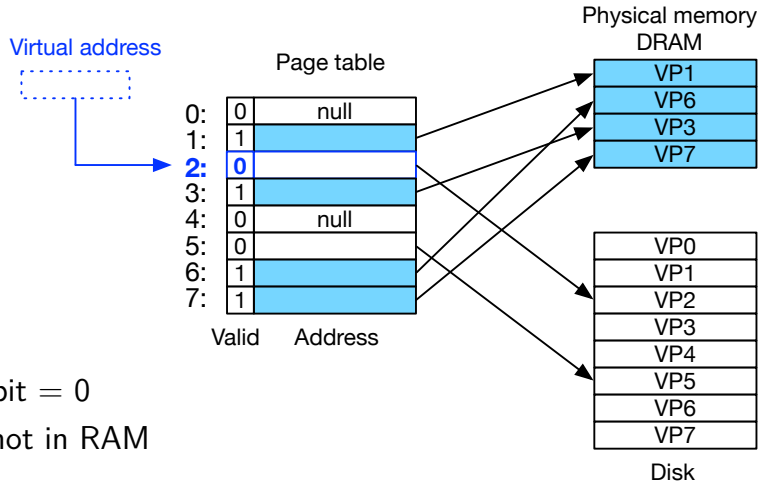 Physical memory
DRAM
Virtual address
Page table
VP1
VP6
VP3
VP7
0: 0 null
1: 1
2: 0
3: 1
4: 0 null
5: 0
6: 1
7: 1
Valid Address
VP0
VP1
VP2
VP3
VP4
VP5
VP6
VP7
Disk
bit = 0
not in RAM